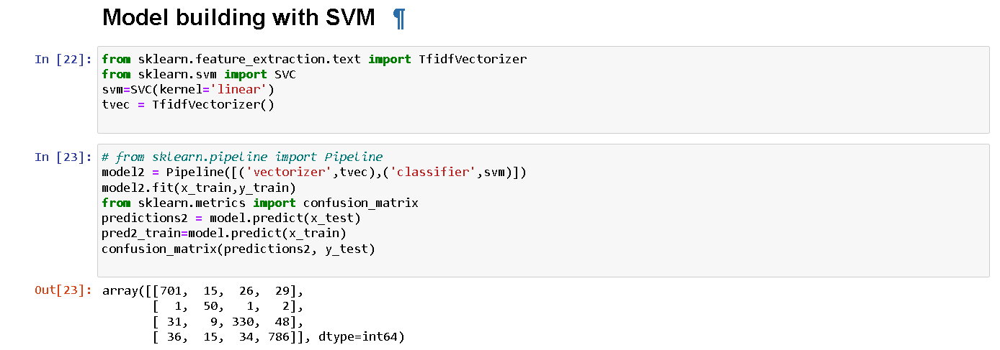 Model building with SVM ¶
In [22]:
from sklearn.feature_extraction.text import TfidfVectorizer
from sklearn.svm import SVC
svm=SVC(kernel='linear')
tvec = TfidfVectorizer()
In [23]:
# from sklearn.pipeline import Pipeline
model2 = Pipeline([('vectorizer',tvec),('classifier',svm)])
model2.fit(x_train,y_train)
from sklearn.metrics import confusion_matrix
predictions2 = model.predict(x_test)
pred2_train=model.predict(x_train)
confusion_matrix(predictions2, y_test)
Out[23]:
array([[701,  15,  26,  29],
       [  1,  50,   1,   2],
       [ 31,   9, 330,  48],
       [ 36,  15,  34, 786]], dtype=int64)